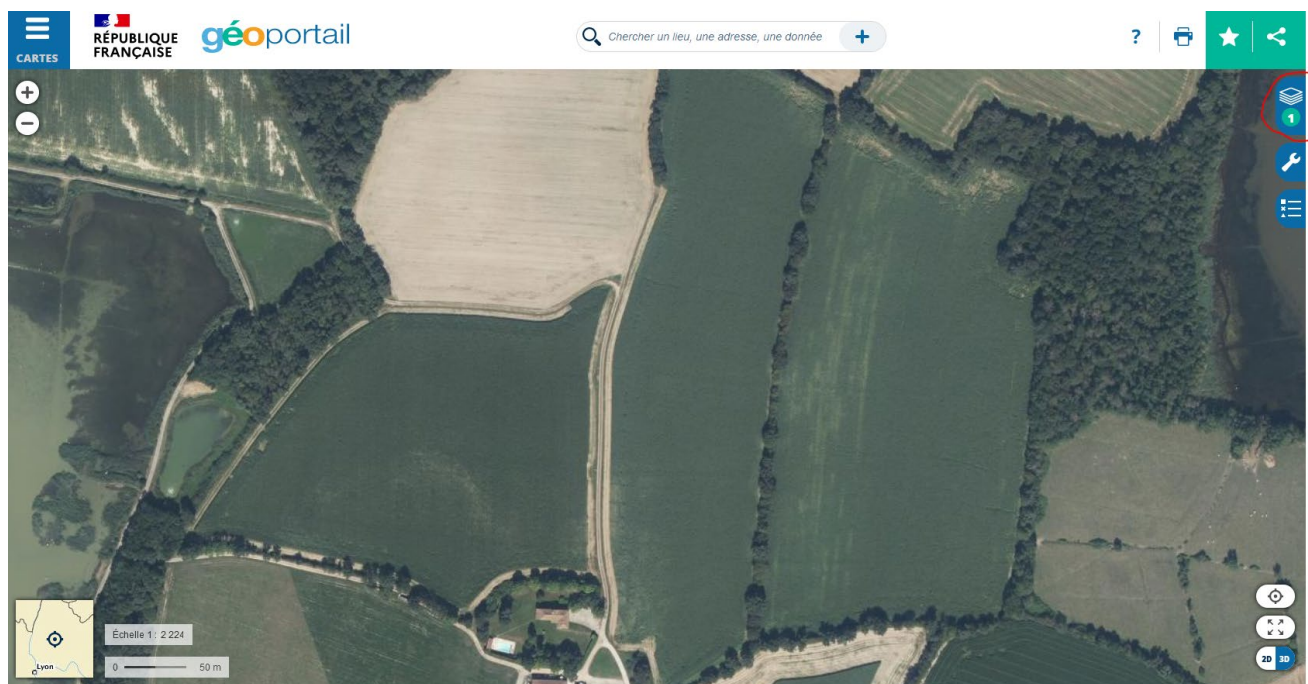 CARTES
RÉPUBLIQUE
FRANÇAISE
géoportail
Chercher un lieu, une adresse, une donnée
+
?
+
−
1
Lyon
Échelle 1 : 2 224
0 50 m
2D 3D